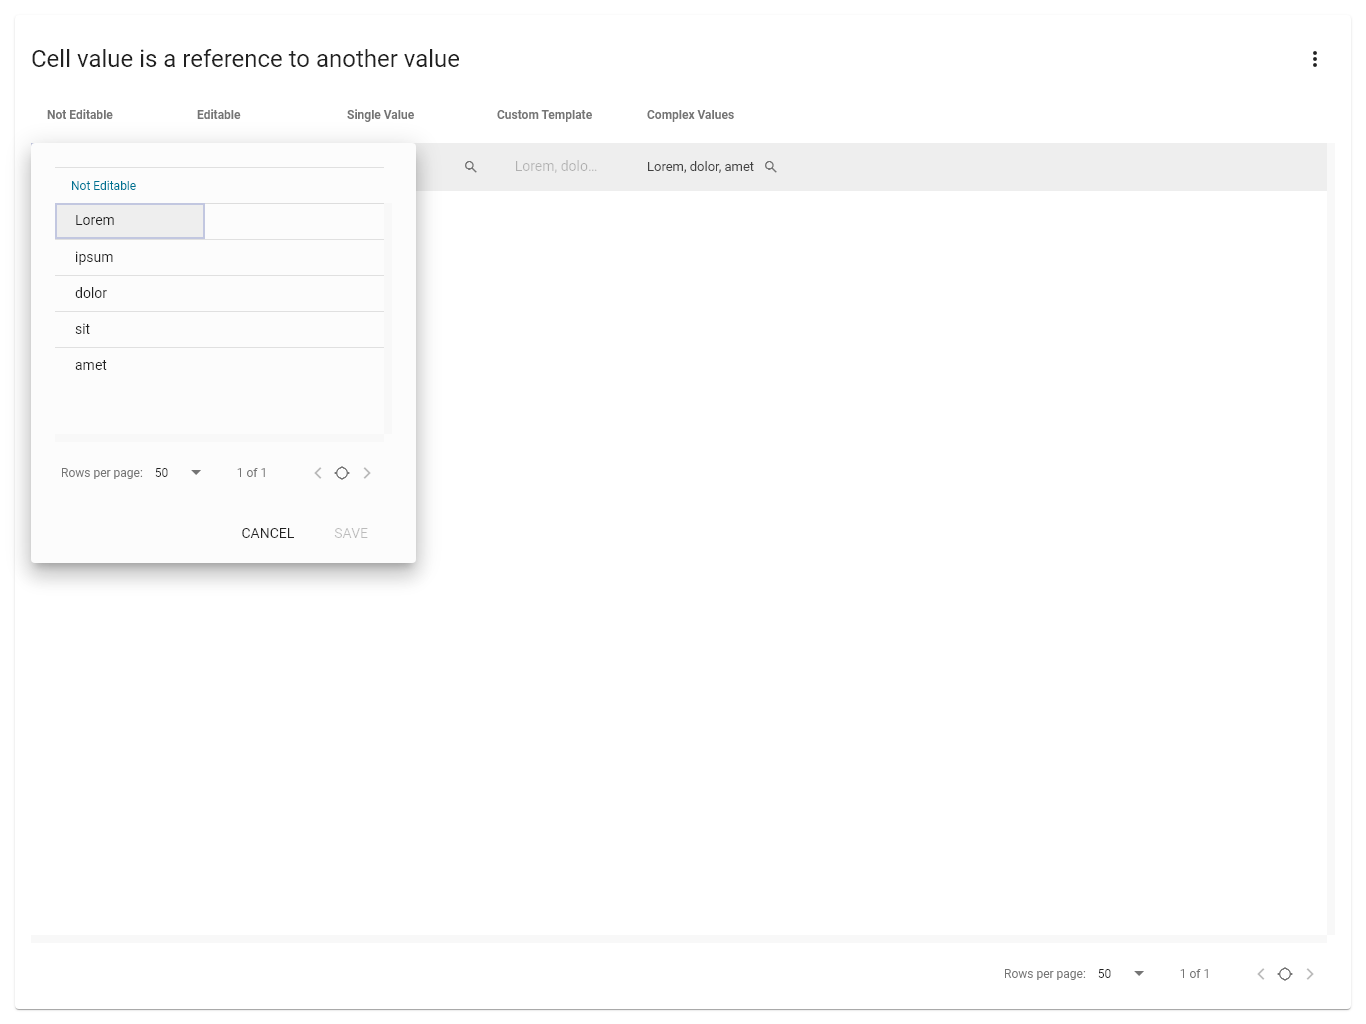 Cell value is a reference to another value
Not Editable Editable Single Value Custom Template Complex Values
Lorem, dolo... Lorem, dolor, amet
Not Editable
Lorem
ipsum
dolor
sit
amet
Rows per page: 50 1 of 1
CANCEL SAVE
Rows per page: 50 1 of 1